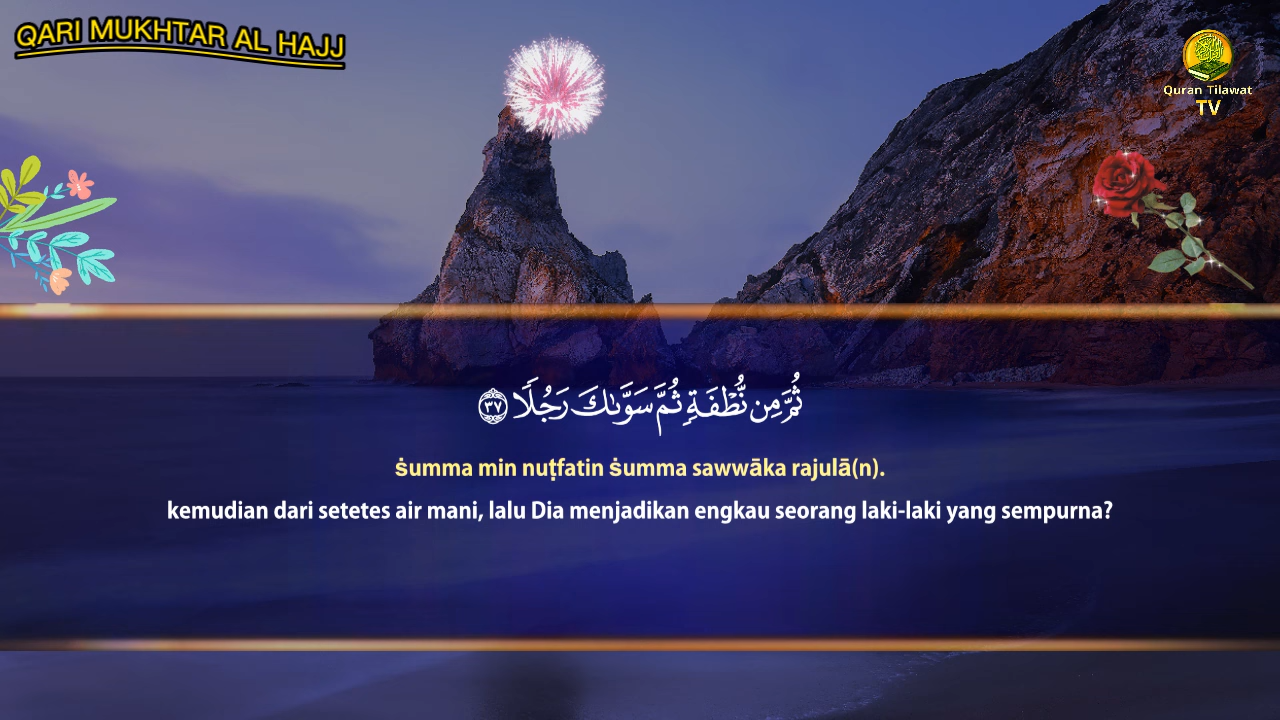 QARI MUKHTAR AL HAJJ
Quran Tilawat
TV
ثُمَّ مِن نُّطْفَةٍ ثُمَّ سَوَّىٰكَ رَجُلًا ٣٧
ṡumma min nuṭfatin ṡumma sawwāka rajulā(n).
kemudian dari setetes air mani, lalu Dia menjadikan engkau seorang laki-laki yang sempurna?